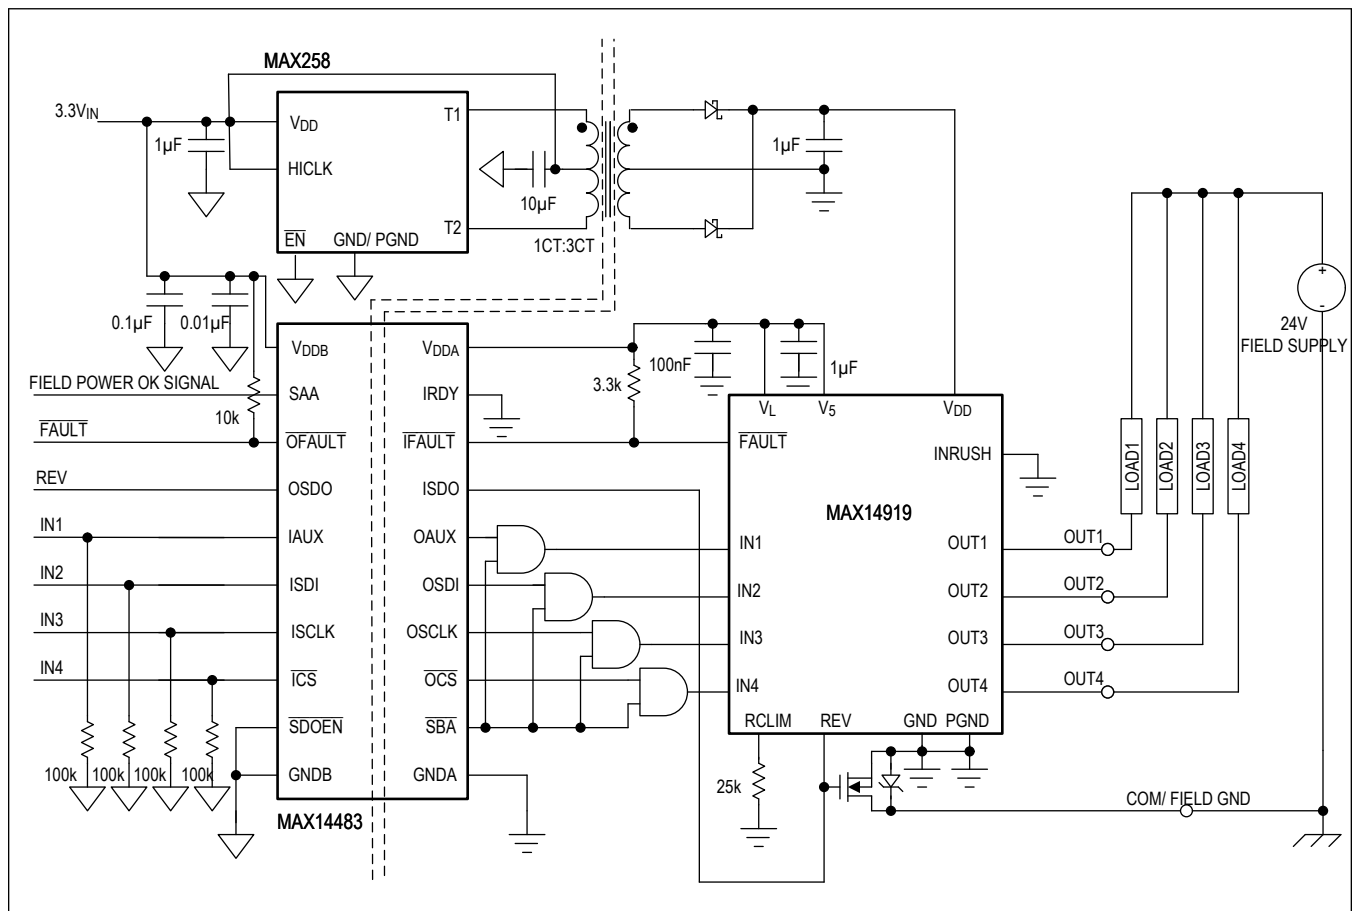 MAX258
3.3VIN
1µF
VDD
HICLK
EN
GND/ PGND
T1
T2
10µF
1CT:3CT
1µF
0.1µF
0.01µF
10k
FIELD POWER OK SIGNAL
FAULT
REV
IN1
IN2
IN3
IN4
100k
100k
100k
100k
VDDB
SAA
OFAULT
OSDO
IAUX
ISDI
ISCLK
ICS
SDOEN
GNDB
VDDA
IRDY
IFAULT
ISDO
OAUX
OSDI
OSCLK
OCS
SBA
GNDA
MAX14483
3.3k
100nF
1µF
VL
V5
VDD
FAULT
INRUSH
MAX14919
IN1
IN2
IN3
IN4
OUT1
OUT2
OUT3
OUT4
RCLIM
REV
GND
PGND
25k
OUT1
OUT2
OUT3
OUT4
LOAD1
LOAD2
LOAD3
LOAD4
+
-
24V
FIELD SUPPLY
COM/ FIELD GND